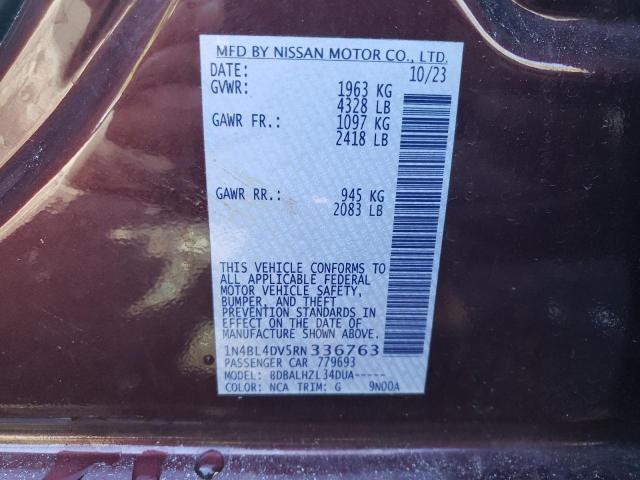 MFD BY NISSAN MOTOR CO., LTD.
DATE: 10/23
GVWR: 1963 KG
4328 LB
GAWR FR.: 1097 KG
2418 LB
GAWR RR.: 945 KG
2083 LB
THIS VEHICLE CONFORMS TO
ALL APPLICABLE FEDERAL
MOTOR VEHICLE SAFETY,
BUMPER, AND THEFT
PREVENTION STANDARDS IN
EFFECT ON THE DATE OF
MANUFACTURE SHOWN ABOVE.
1N4BL4DV5RN336763
PASSENGER CAR 779693
MODEL: 8DBALHZL34DUA-----
COLOR: NCA TRIM: G 9N00A